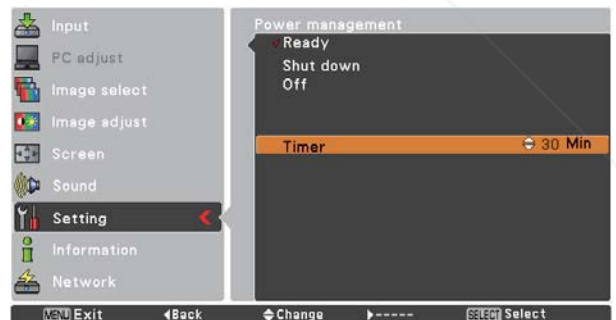 Input
PC adjust
Image select
Image adjust
Screen
Sound
Setting
Information
Network
Power management
Ready
Shut down
Off
Timer 30 Min
MENU Exit Back Change ----- SELECT Select